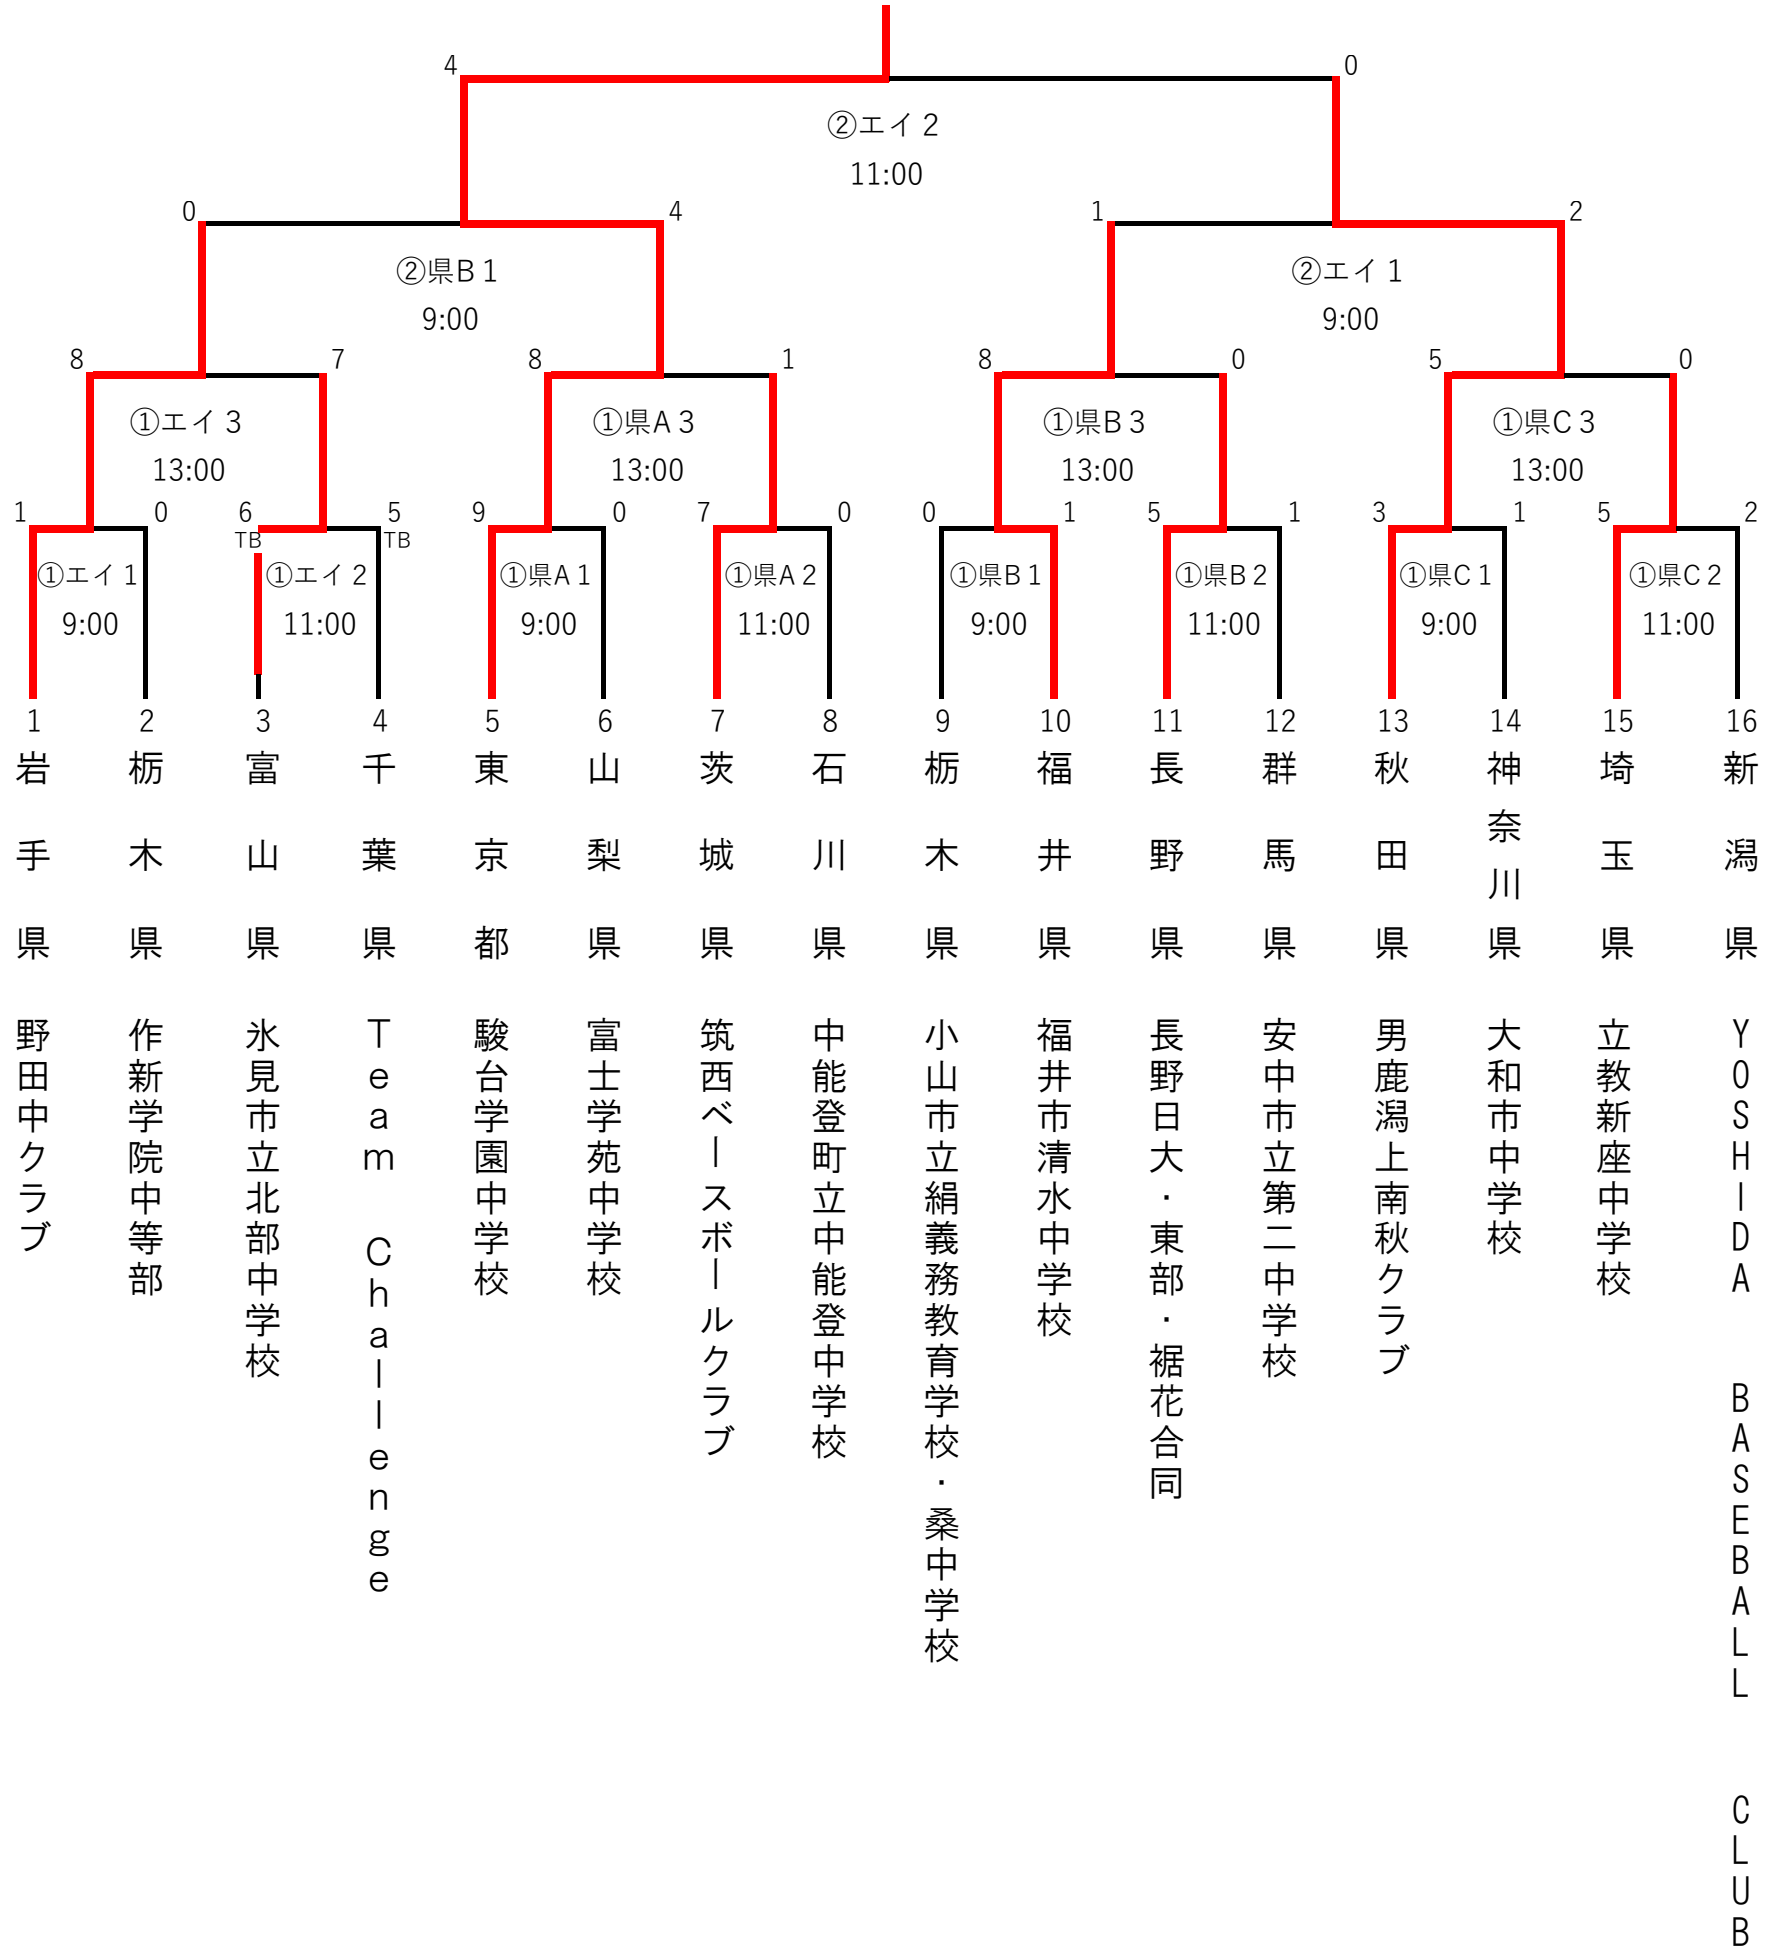 4 0
②エイ２
11:00
0 4 1 2
②県B１ ②エイ１
9:00 9:00
8 7 8 1 8 0 5 0
①エイ３ ①県A３ ①県B３ ①県C３
13:00 13:00 13:00 13:00
1 0 6 5 9 0 7 0 0 1 5 1 3 1 5 2
TB TB
①エイ１ ①エイ２ ①県A１ ①県A２ ①県B１ ①県B２ ①県C１ ①県C２
9:00 11:00 9:00 11:00 9:00 11:00 9:00 11:00
1 2 3 4 5 6 7 8 9 10 11 12 13 14 15 16
岩手県 野田中クラブ
栃木県 作新学院中等部
富山県 氷見市立北部中学校
千葉県 Ｔｅａｍ Ｃｈａｌｌｅｎｇｅ
東京都 駿台学園中学校
山梨県 富士学苑中学校
茨城県 筑西ベースボールクラブ
石川県 中能登町立中能登中学校
栃木県 小山市立絹義務教育学校・桑中学校
福井県 福井市清水中学校
長野県 長野日大・東部・裾花合同
群馬県 安中市立第二中学校
秋田県 男鹿潟上南秋クラブ
神奈川県 大和市中学校
埼玉県 立教新座中学校
新潟県 ＹＯＳＨＩＤＡ ＢＡＳＥＢＡＬＬ ＣＬＵＢ